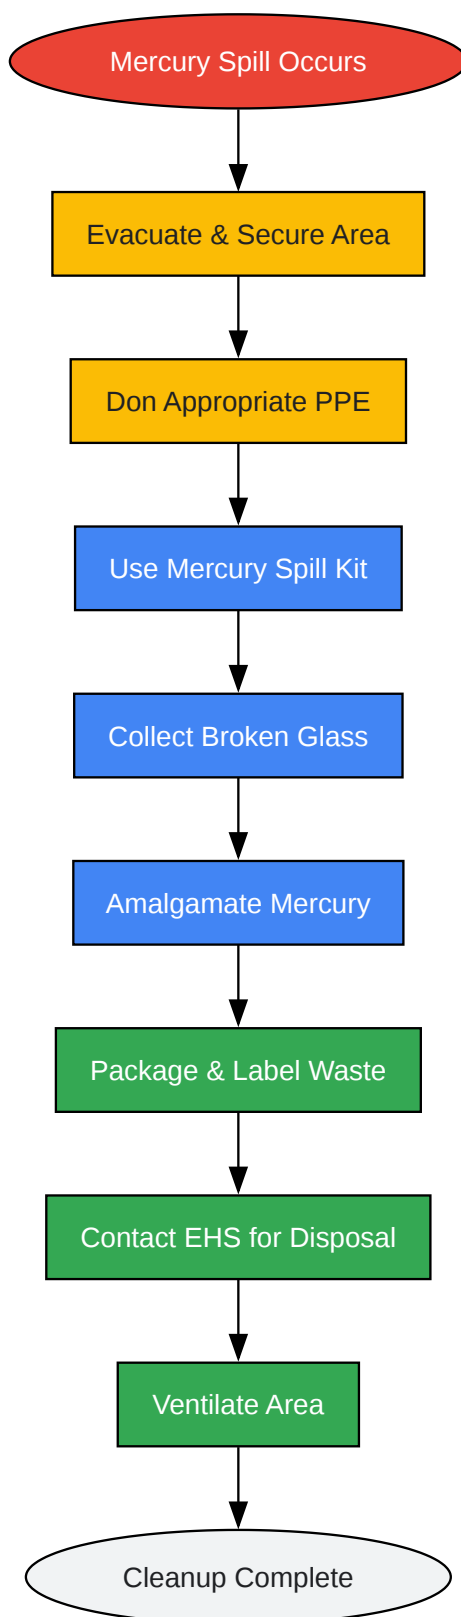 Mercury Spill Occurs
Evacuate & Secure Area
Don Appropriate PPE
Use Mercury Spill Kit
Collect Broken Glass
Amalgamate Mercury
Package & Label Waste
Contact EHS for Disposal
Ventilate Area
Cleanup Complete